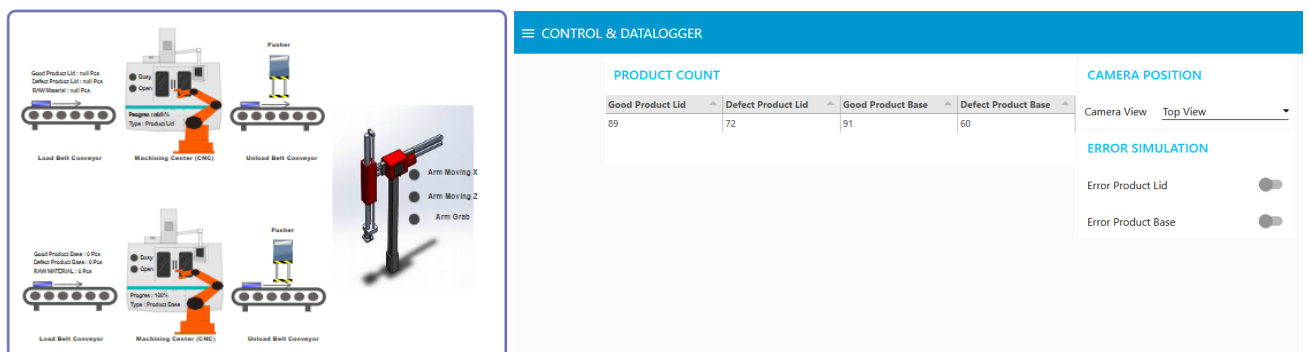 Pusher
Good Product Lid : null Pcs
Defect Product Lid : null Pcs
RAW Material : null Pcs
Busy
Open
Type : Product Lid
Load Belt Conveyor
Machining Center (CNC)
Unload Belt Conveyor
Arm Moving X
Arm Moving Z
Arm Grab
Pusher
Good Product Base : 0 Pcs
Defect Product Base : 0 Pcs
RAW MATERIAL : 0 Pcs
Busy
Open
Progres : 100%
Type : Product Base
Load Belt Conveyor
Machining Center (CNC)
Unload Belt Conveyor
CONTROL & DATALOGGER
PRODUCT COUNT
Good Product Lid Defect Product Lid Good Product Base Defect Product Base
89 72 91 60
CAMERA POSITION
Camera View Top View
ERROR SIMULATION
Error Product Lid
Error Product Base